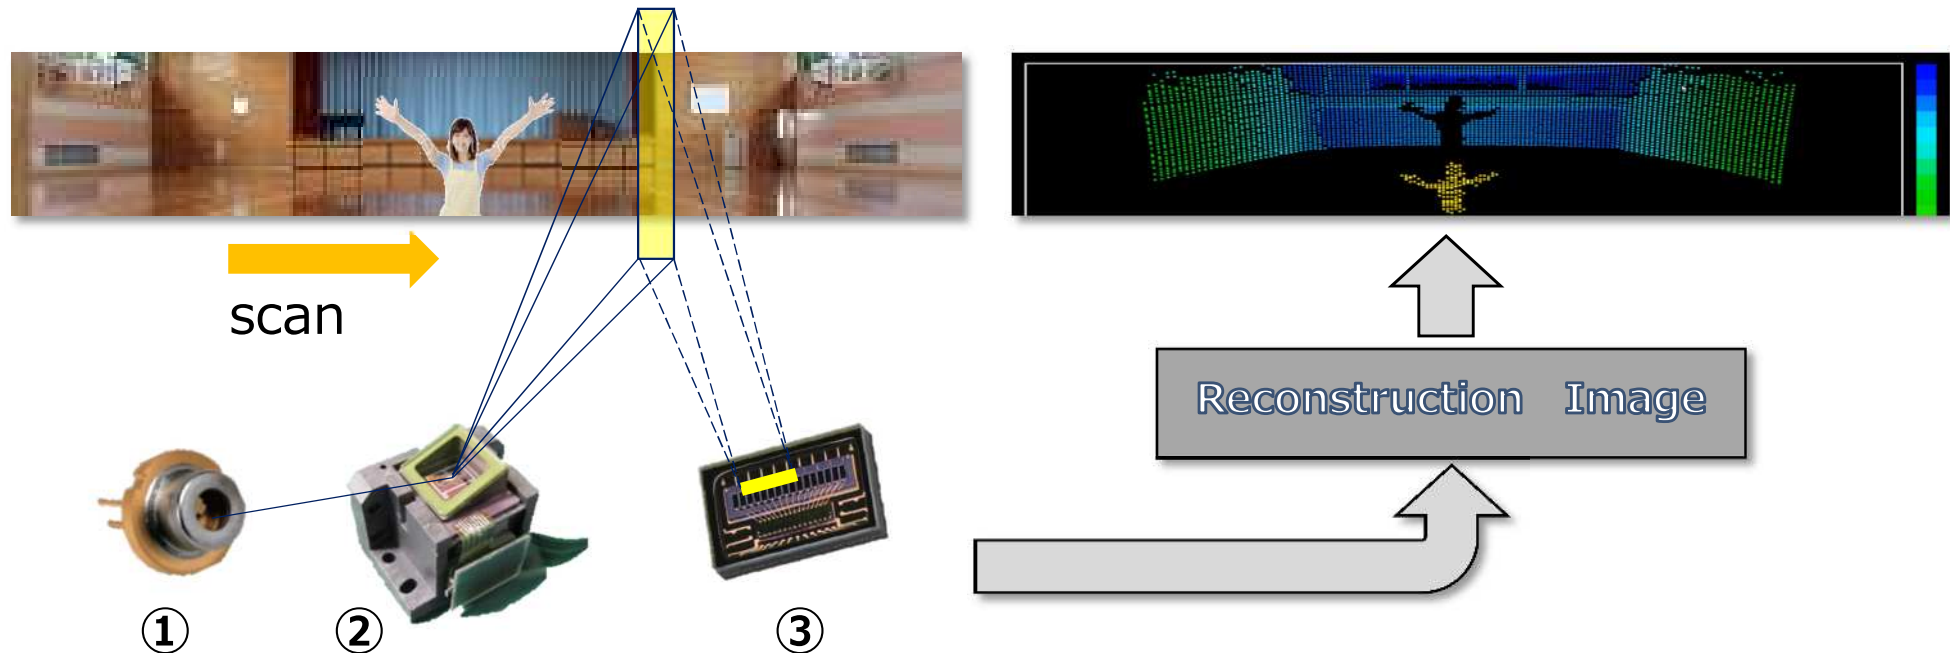 scan
Reconstruction Image
① ② ③